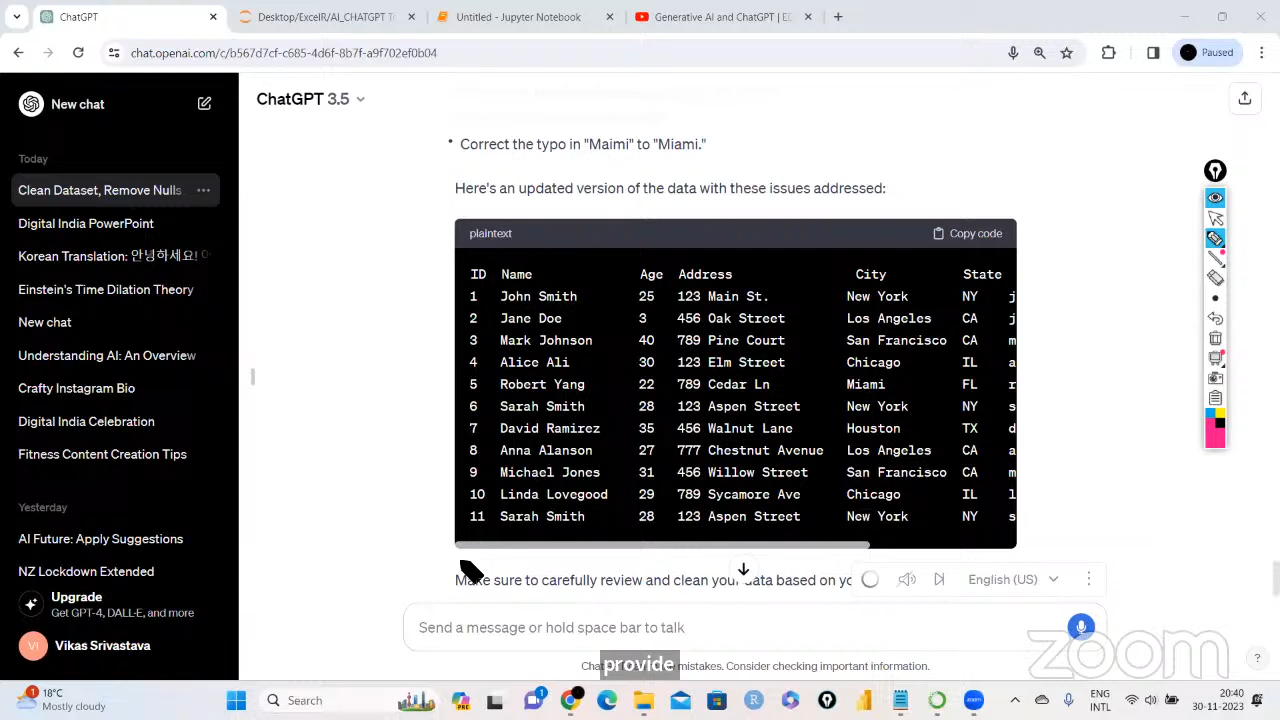 ChatGPT
Desktop/ExcelR/AI_CHATGPT T
Untitled - Jupyter Notebook
Generative AI and ChatGPT | E
chat.openai.com/c/b567d7cf-c685-4d6f-8b7f-a9f702ef0b04
Paused
New chat
ChatGPT 3.5
Today
Clean Dataset, Remove Nulls
Digital India PowerPoint
Korean Translation: 안녕하세요!
Einstein's Time Dilation Theory
New chat
Understanding AI: An Overview
Crafty Instagram Bio
Digital India Celebration
Fitness Content Creation Tips
Yesterday
AI Future: Apply Suggestions
NZ Lockdown Extended
Upgrade
Get GPT-4, DALL·E, and more
VI Vikas Srivastava
• Correct the typo in "Maimi" to "Miami."
Here's an updated version of the data with these issues addressed:
plaintext Copy code
ID Name Age Address City State
1 John Smith 25 123 Main St. New York NY j
2 Jane Doe 3 456 Oak Street Los Angeles CA j
3 Mark Johnson 40 789 Pine Court San Francisco CA m
4 Alice Ali 30 123 Elm Street Chicago IL a
5 Robert Yang 22 789 Cedar Ln Miami FL r
6 Sarah Smith 28 123 Aspen Street New York NY s
7 David Ramirez 35 456 Walnut Lane Houston TX d
8 Anna Alanson 27 777 Chestnut Avenue Los Angeles CA a
9 Michael Jones 31 456 Willow Street San Francisco CA m
10 Linda Lovegood 29 789 Sycamore Ave Chicago IL l
11 Sarah Smith 28 123 Aspen Street New York NY s
Make sure to carefully review and clean your data based on yo
English (US)
Send a message or hold space bar to talk
zoom
Cha mistakes. Consider checking important information.
provide
?
1
18°C
Mostly cloudy
Search
PRE
1
ENG
INTL
20:40
30-11-2023